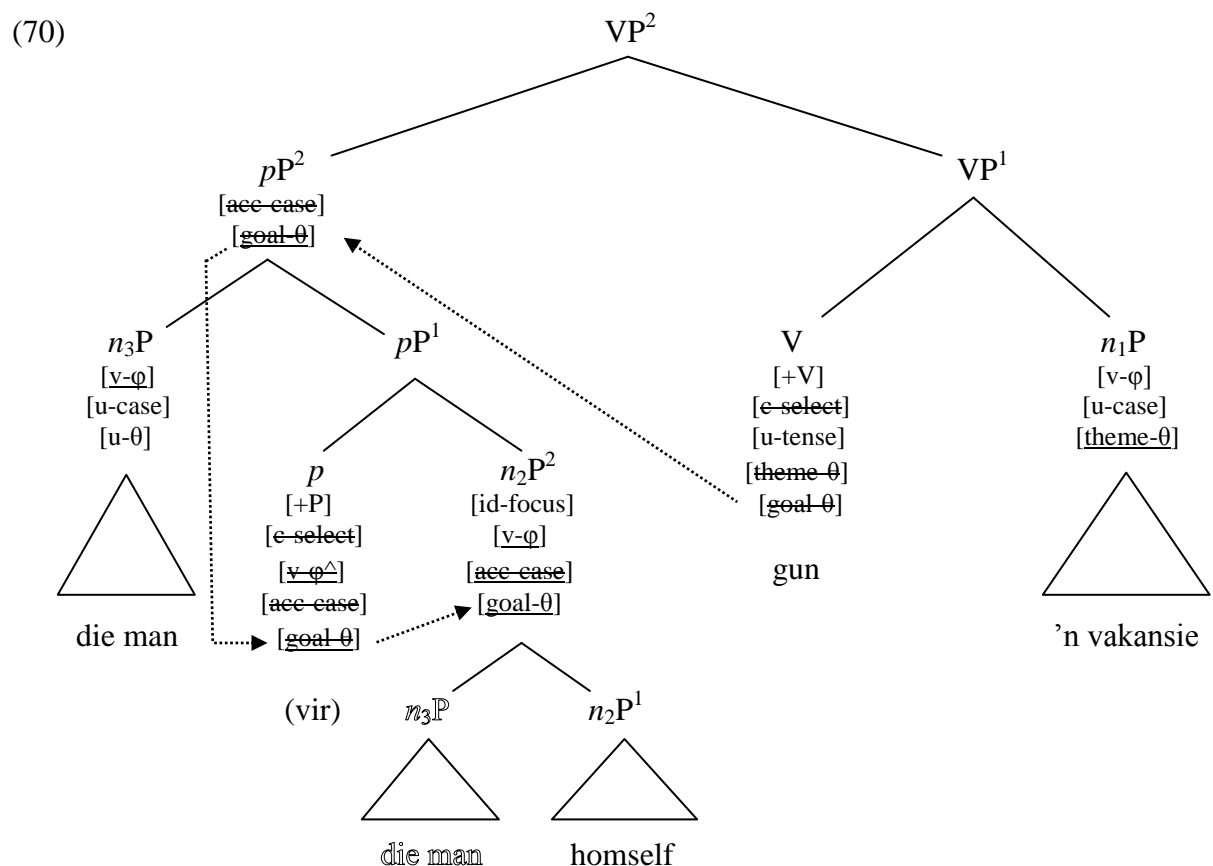 (70) VP²
pP² VP¹
[acc-case]
[goal-θ]
n₃P pP¹ V n₁P
[v-φ] [+V] [v-φ]
[u-case] [c-select] [u-case]
[u-θ] [u-tense] [theme-θ]
p n₂P² [theme-θ]
[+P] [id-focus] [goal-θ]
[c-select] [v-φ]
[v-φ^] [acc-case] gun
[acc-case] [goal-θ]
die man [goal-θ] 'n vakansie
(vir) n₃ℙ n₂P¹
die man homself